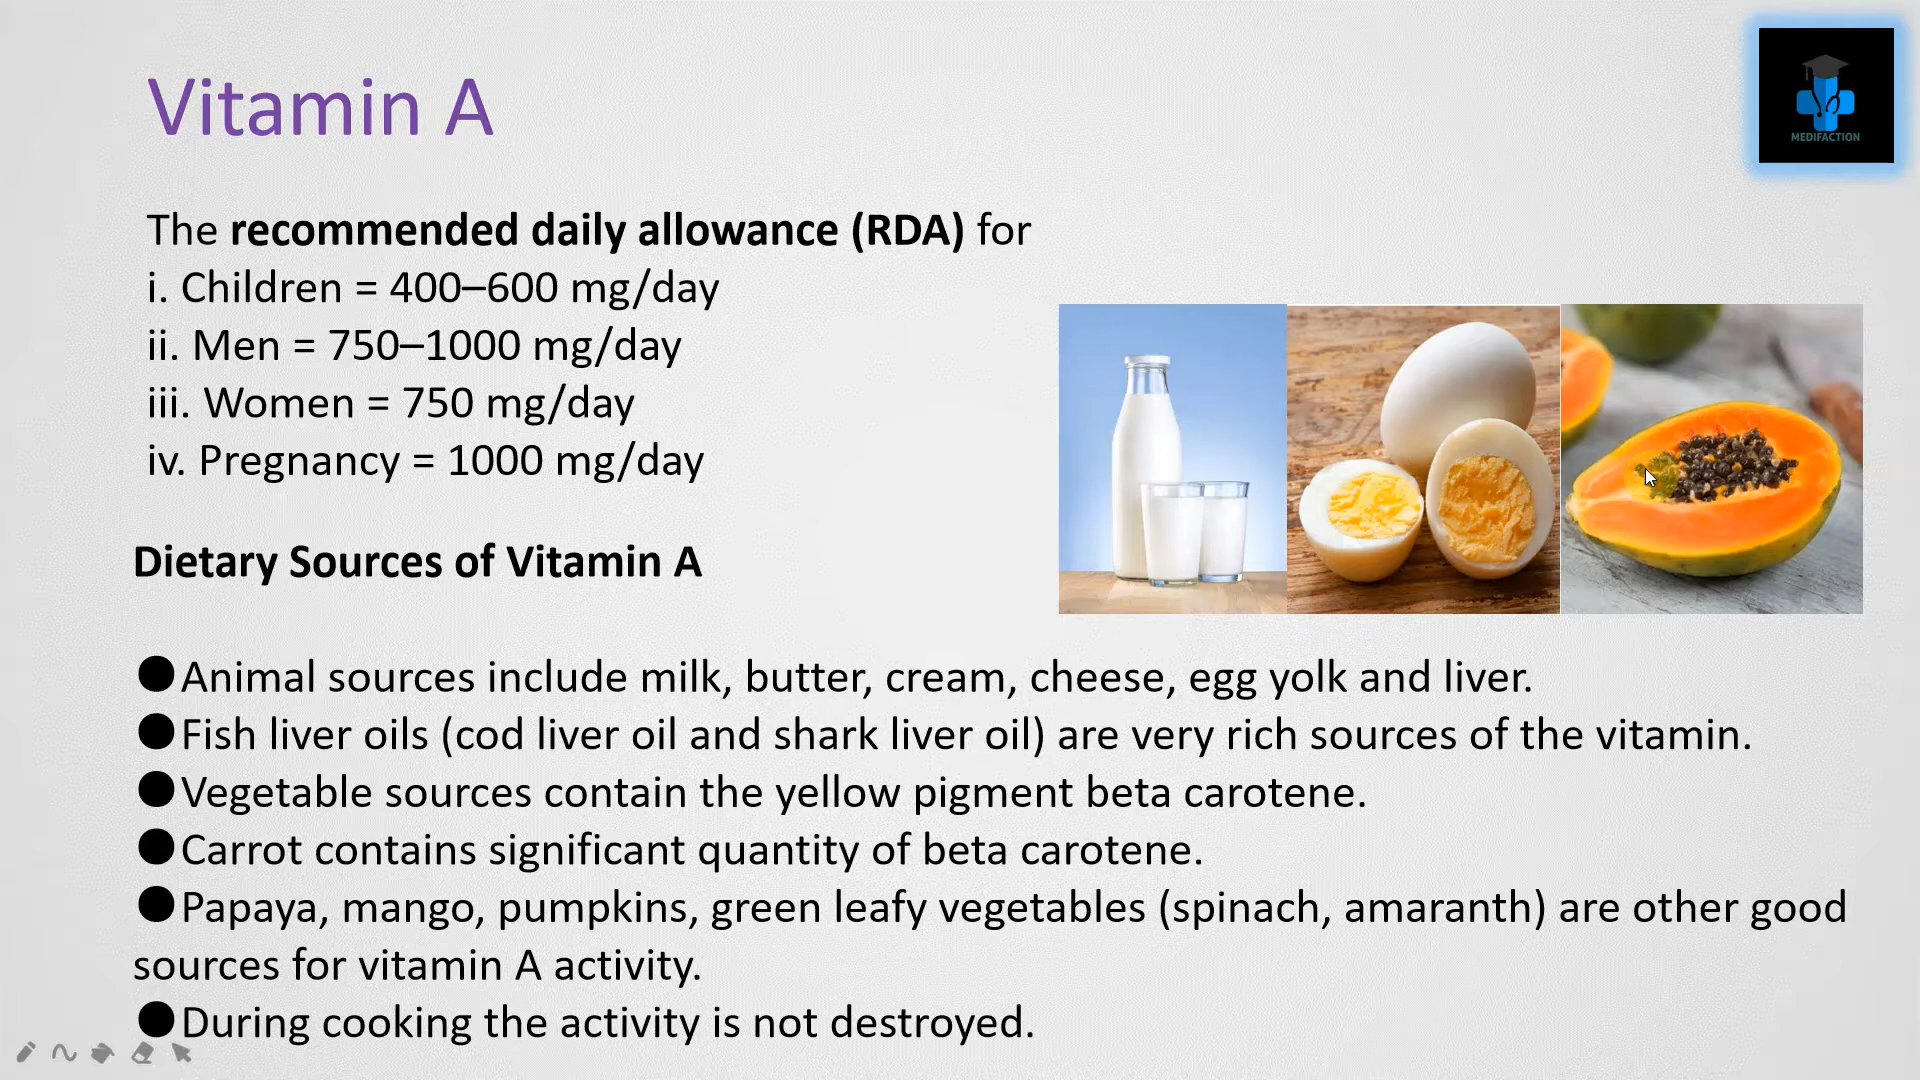 Vitamin A
MEDIFACTION
The recommended daily allowance (RDA) for
i. Children = 400–600 mg/day
ii. Men = 750–1000 mg/day
iii. Women = 750 mg/day
iv. Pregnancy = 1000 mg/day
Dietary Sources of Vitamin A
●Animal sources include milk, butter, cream, cheese, egg yolk and liver.
●Fish liver oils (cod liver oil and shark liver oil) are very rich sources of the vitamin.
●Vegetable sources contain the yellow pigment beta carotene.
●Carrot contains significant quantity of beta carotene.
●Papaya, mango, pumpkins, green leafy vegetables (spinach, amaranth) are other good
sources for vitamin A activity.
●During cooking the activity is not destroyed.